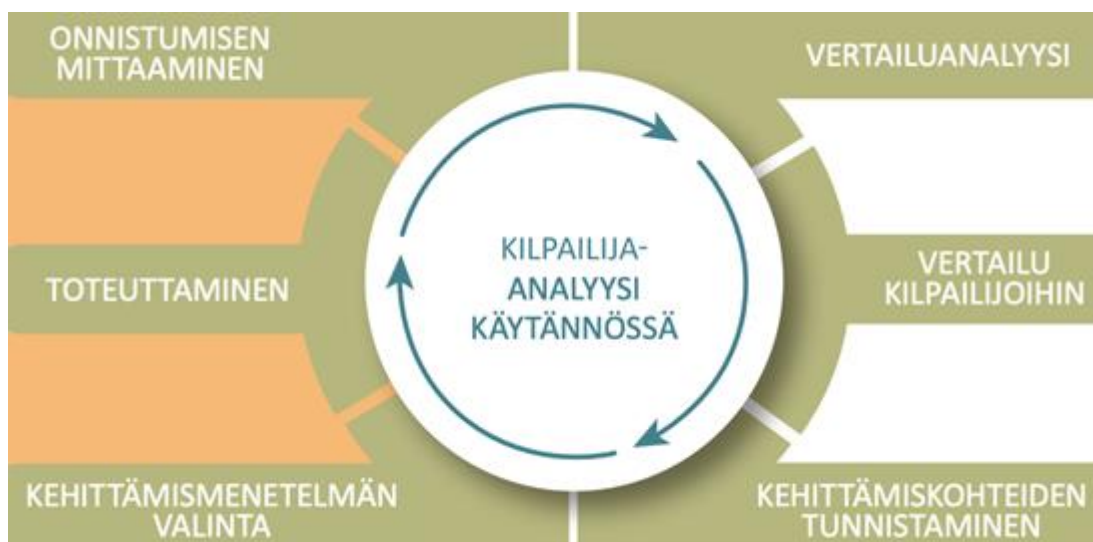 ONNISTUMISEN
MITTAAMINEN
VERTAILUANALYYSI
TOTEUTTAMINEN
KILPAILIJA-
ANALYYSI
KÄYTÄNNÖSSÄ
VERTAILU
KILPAILIJOIHIN
KEHITTÄMISMENETELMÄN
VALINTA
KEHITTÄMISKOHTEIDEN
TUNNISTAMINEN